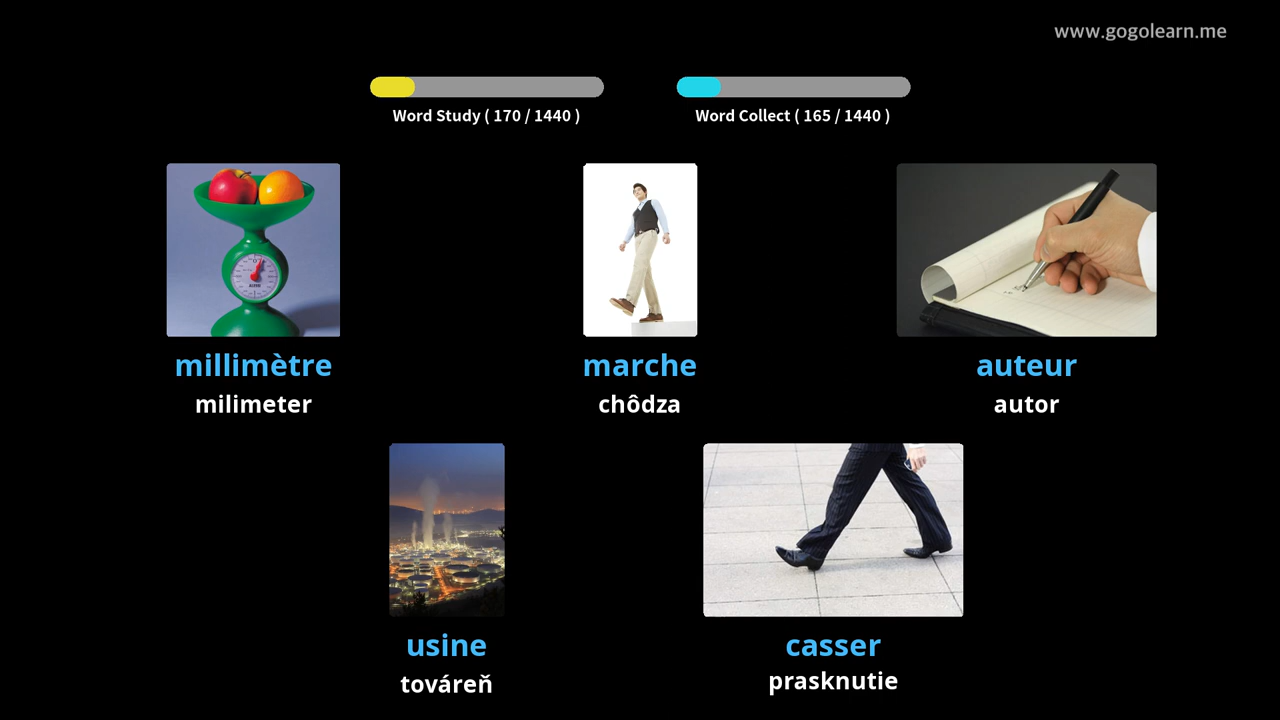 www.gogolearn.me
Word Study ( 170 / 1440 )
Word Collect ( 165 / 1440 )
millimètre
milimeter
marche
chôdza
auteur
autor
usine
továreň
casser
prasknutie